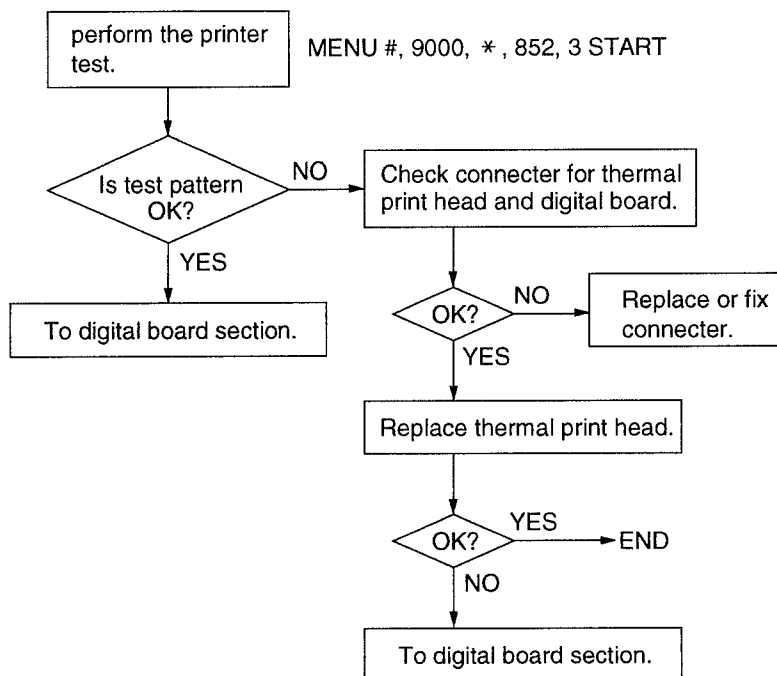 perform the printer
test.
MENU #, 9000, *, 852, 3 START
Is test pattern
OK?
NO
YES
To digital board section.
Check connecter for thermal
print head and digital board.
OK?
NO
Replace or fix
connecter.
YES
Replace thermal print head.
OK?
YES
END
NO
To digital board section.